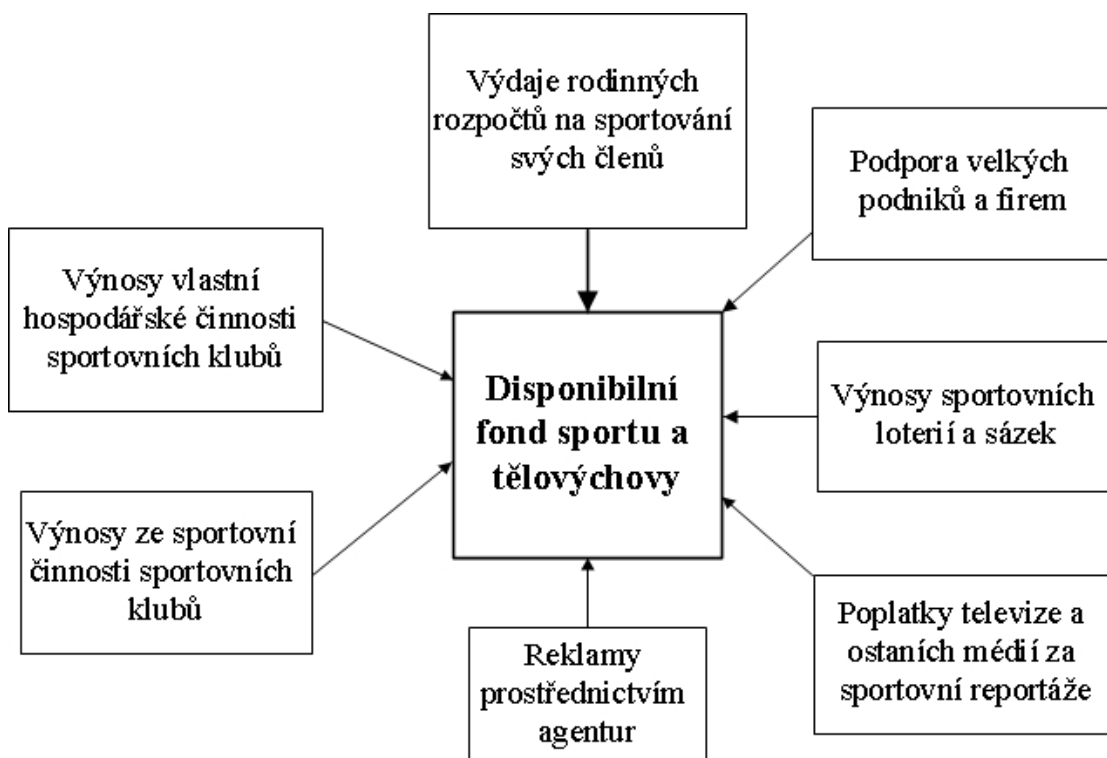 Výdaje rodinných
rozpočtů na sportování
svých členů
Podpora velkých
podniků a firem
Výnosy vlastní
hospodářské činnosti
sportovních klubů
Disponibilní
fond sportu a
tělovýchovy
Výnosy sportovních
loterií a sázek
Výnosy ze sportovní
činnosti sportovních
klubů
Reklamy
prostřednictvím
agentur
Poplatky televize a
ostaních médií za
sportovní reportáže